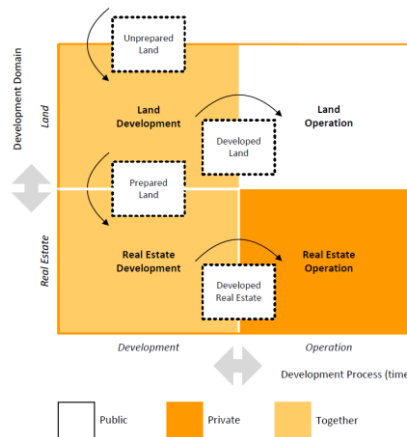 Development Domain
Land
Real Estate
Unprepared
Land
Land
Development
Land
Operation
Developed
Land
Prepared
Land
Real Estate
Development
Real Estate
Operation
Developed
Real Estate
Development
Operation
Development Process (time
Public
Private
Together